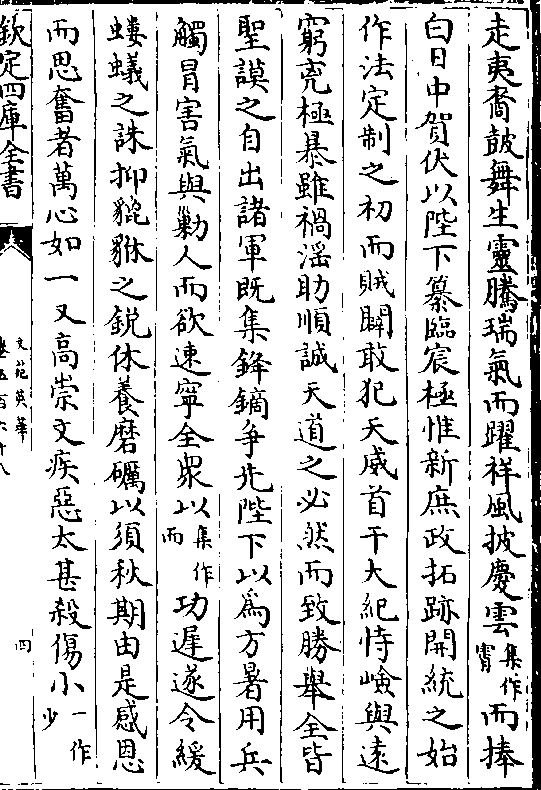 走夷裔鼓舞生靈騰瑞氣而躍祥風披慶雲集作霄而捧
白日中賀伏以陛下纂臨宸極惟新庶政拓跡開統之始
作法定制之初而賊闢敢犯天威首干大紀恃嶮與遠
窮兇極暴雖禍滛助順誠天道之必然而致勝舉全皆
聖謨之自出諸軍既集鋒鏑爭先陛下以為方暑用兵
觸冒害氣與勦人而欲速寧全衆以集作而功遲遂令緩
螻蟻之誅抑貔貅之銳休養磨礪以須秋期由是感恩
而思奮者萬心如一又高崇文疾惡太甚殺傷小一作少
欽定四庫全書
文苑英華
卷五百六十八
四